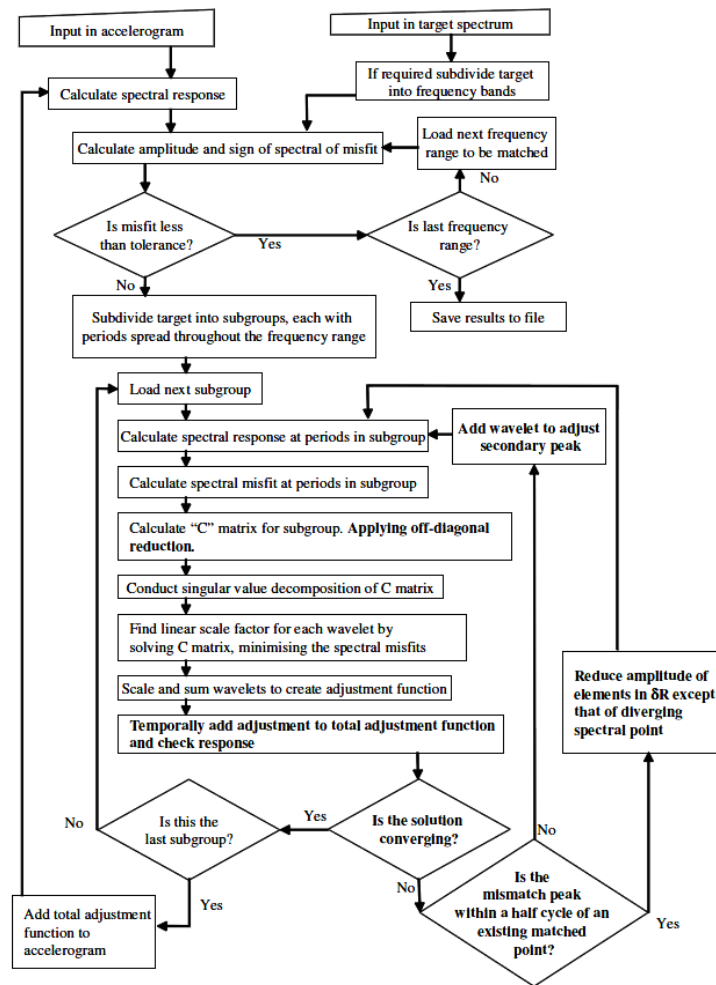 Input in accelerogram
Input in target spectrum
Calculate spectral response
If required subdivide target
into frequency bands
Calculate amplitude and sign of spectral of misfit
Load next frequency
range to be matched
No
Is misfit less
than tolerance?
Yes
Is last frequency
range?
No
Yes
Subdivide target into subgroups, each with
periods spread throughout the frequency range
Save results to file
Load next subgroup
Calculate spectral response at periods in subgroup
Add wavelet to adjust
secondary peak
Calculate spectral misfit at periods in subgroup
Calculate “C” matrix for subgroup. Applying off-diagonal
reduction.
Conduct singular value decomposition of C matrix
Find linear scale factor for each wavelet by
solving C matrix, minimising the spectral misfits
Scale and sum wavelets to create adjustment function
Reduce amplitude of
elements in δR except
that of diverging
spectral point
Temporally add adjustment to total adjustment function
and check response
No
Is this the
last subgroup?
Yes
Is the solution
converging?
No
Yes
No
Is the
mismatch peak
within a half cycle of an
existing matched
point?
Yes
Add total adjustment
function to
accelerogram